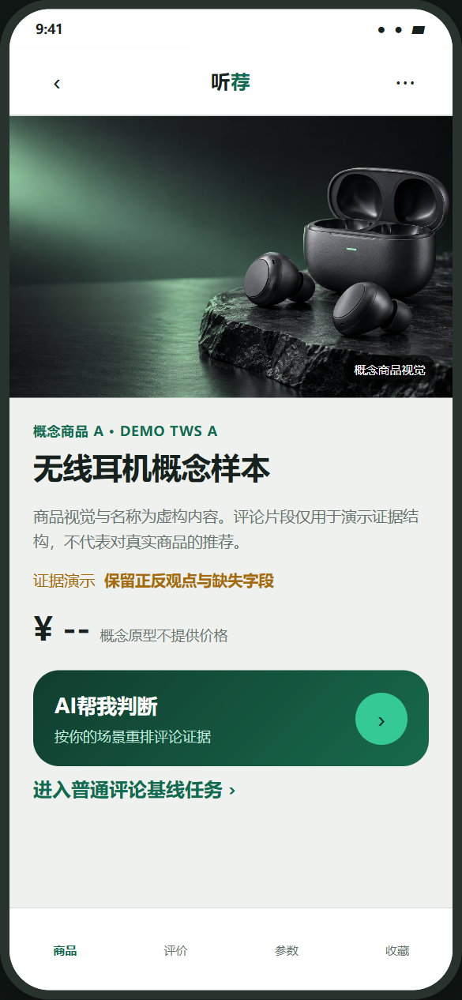 9:41
‹
听荐
···
概念商品视觉
概念商品 A · DEMO TWS A
无线耳机概念样本
商品视觉与名称为虚构内容。评论片段仅用于演示证据结
构，不代表对真实商品的推荐。
证据演示 保留正反观点与缺失字段
¥ -- 概念原型不提供价格
AI帮我判断
按你的场景重排评论证据
›
进入普通评论基线任务 ›
商品 评价 参数 收藏